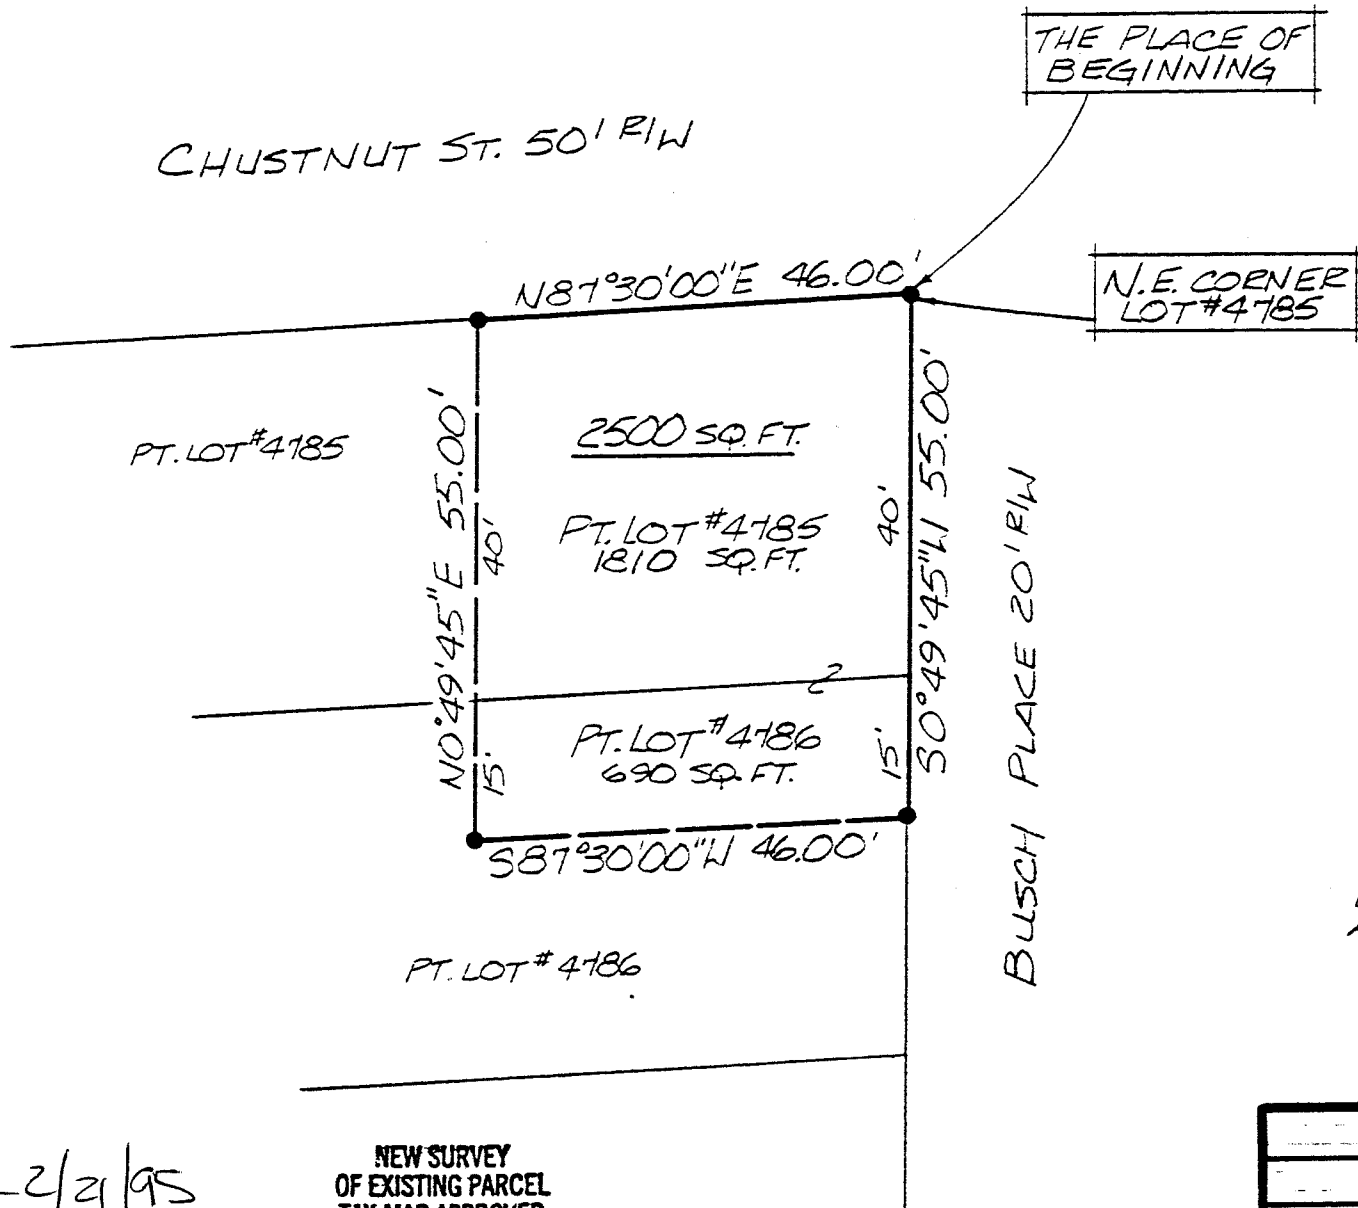 THE PLACE OF
BEGINNING
CHUSTNUT ST. 50' R/W
N87°30'00"E 46.00'
N.E. CORNER
LOT #4785
PT. LOT #4785
2500 SQ. FT.
PT. LOT #4785
1810 SQ. FT.
N0°49'45"E 55.00'
40'
40'
S0°49'45"W 55.00'
BUSCH PLACE 20' R/W
PT. LOT #4786
690 SQ. FT.
15'
15'
S87°30'00"W 46.00'
PT. LOT #4786
2/21/95
NEW SURVEY
OF EXISTING PARCEL
TAX MAP APPROVED